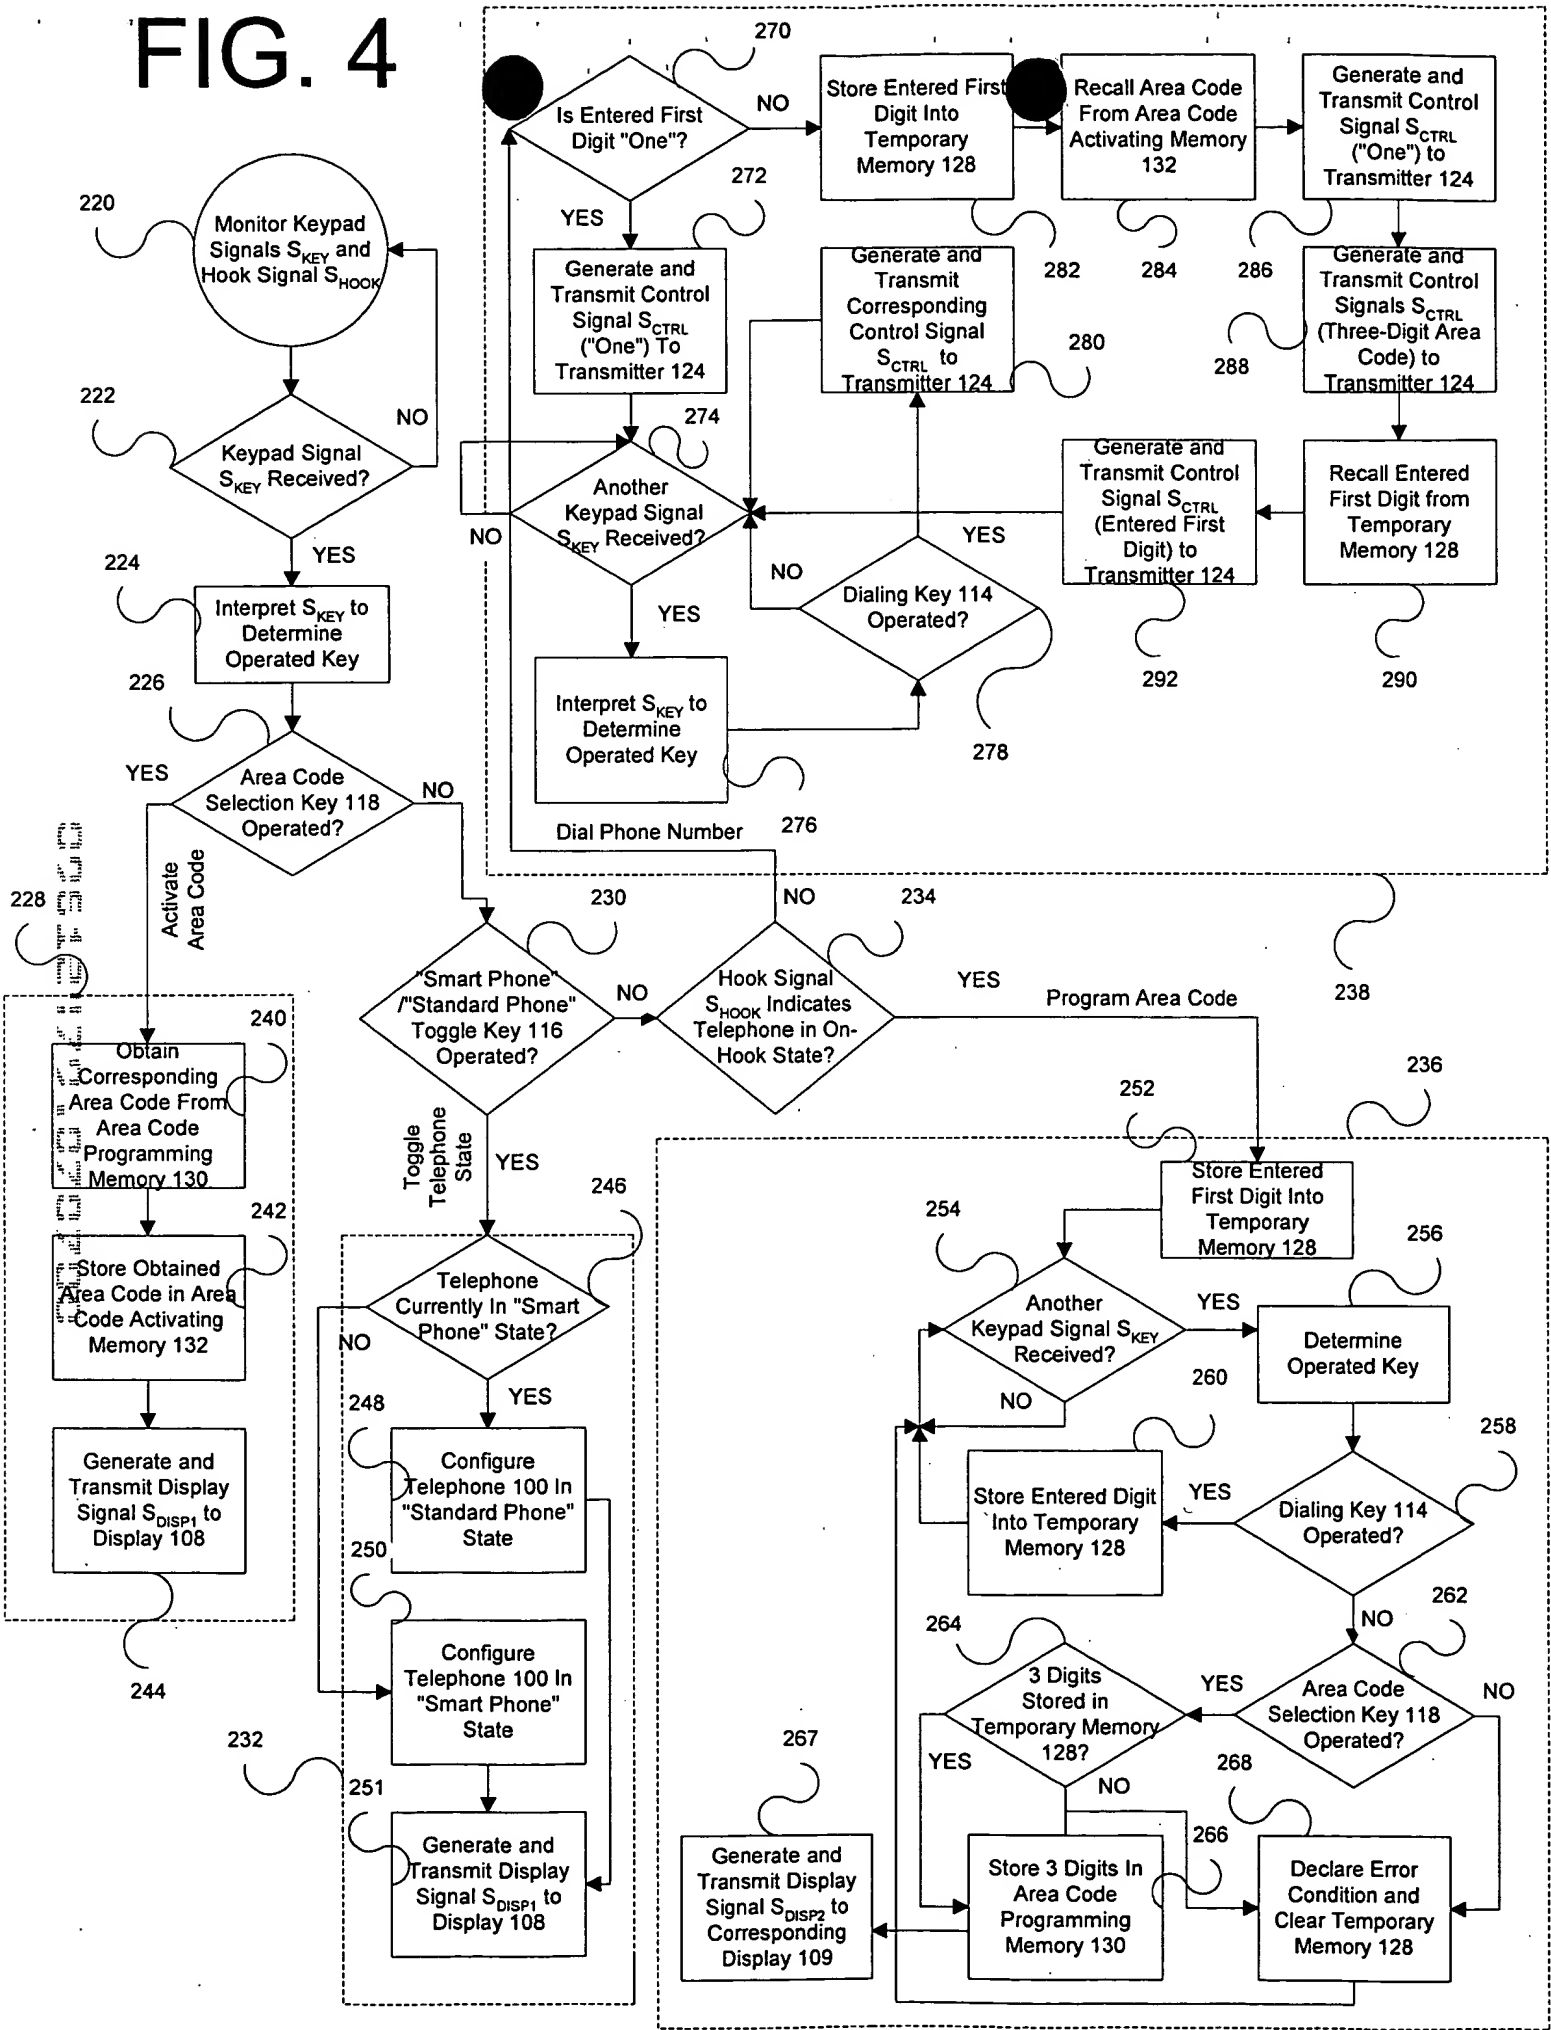 FIG. 4
220
Monitor Keypad
Signals SKEY and
Hook Signal SHOOK
222
Keypad Signal
SKEY Received?
NO
YES
224
Interpret SKEY to
Determine
Operated Key
226
YES
Area Code
Selection Key 118
Operated?
NO
228
Activate
Area Code
240
Obtain
Corresponding
Area Code From
Area Code
Programming
Memory 130
242
Store Obtained
Area Code in Area
Code Activating
Memory 132
Generate and
Transmit Display
Signal SDISP1 to
Display 108
244
270
Is Entered First
Digit "One"?
NO
YES
Store Entered First
Digit Into
Temporary
Memory 128
282
Recall Area Code
From Area Code
Activating Memory
132
284
Generate and
Transmit Control
Signal SCTRL
("One") to
Transmitter 124
286
272
Generate and
Transmit Control
Signal SCTRL
("One") To
Transmitter 124
Generate and
Transmit
Corresponding
Control Signal
SCTRL to
Transmitter 124
280
Generate and
Transmit Control
Signals SCTRL
(Three-Digit Area
Code) to
Transmitter 124
288
274
Another
Keypad Signal
SKEY Received?
NO
YES
Generate and
Transmit Control
Signal SCTRL
(Entered First
Digit) to
Transmitter 124
292
Recall Entered
First Digit from
Temporary
Memory 128
290
YES
NO
Dialing Key 114
Operated?
278
Interpret SKEY to
Determine
Operated Key
276
Dial Phone Number
238
230
"Smart Phone"
/"Standard Phone"
Toggle Key 116
Operated?
NO
YES
Toggle
Telephone
State
234
NO
Hook Signal
SHOOK Indicates
Telephone in On-
Hook State?
YES
Program Area Code
236
246
Telephone
Currently In "Smart
Phone" State?
NO
YES
248
Configure
Telephone 100 In
"Standard Phone"
State
250
Configure
Telephone 100 In
"Smart Phone"
State
232
251
Generate and
Transmit Display
Signal SDISP1 to
Display 108
252
Store Entered
First Digit Into
Temporary
Memory 128
254
Another
Keypad Signal SKEY
Received?
YES
NO
256
Determine
Operated Key
258
Dialing Key 114
Operated?
YES
NO
260
Store Entered Digit
Into Temporary
Memory 128
262
Area Code
Selection Key 118
Operated?
YES
NO
264
3 Digits
Stored in
Temporary Memory
128?
YES
NO
266
Store 3 Digits In
Area Code
Programming
Memory 130
267
Generate and
Transmit Display
Signal SDISP2 to
Corresponding
Display 109
268
Declare Error
Condition and
Clear Temporary
Memory 128